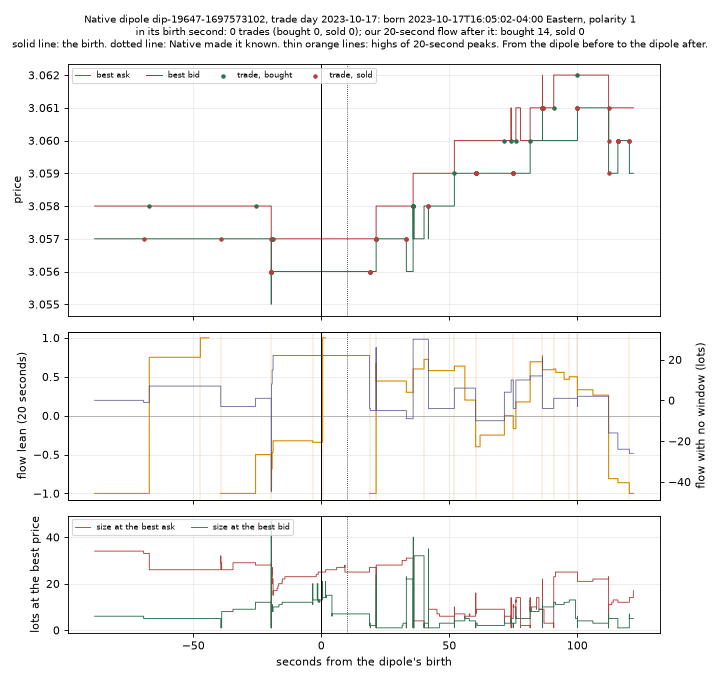 Native dipole dip-19647-1697573102, trade day 2023-10-17: born 2023-10-17T16:05:02-04:00 Eastern, polarity 1
in its birth second: 0 trades (bought 0, sold 0); our 20-second flow after it: bought 14, sold 0
solid line: the birth. dotted line: Native made it known. thin orange lines: highs of 20-second peaks. From the dipole before to the dipole after.
best ask
best bid
trade, bought
trade, sold
3.062
3.061
3.060
3.059
3.058
3.057
3.056
3.055
price
1.0
0.5
0.0
−0.5
−1.0
flow lean (20 seconds)
20
0
−20
−40
flow with no window (lots)
size at the best ask
size at the best bid
40
20
0
lots at the best price
−50
0
50
100
seconds from the dipole's birth